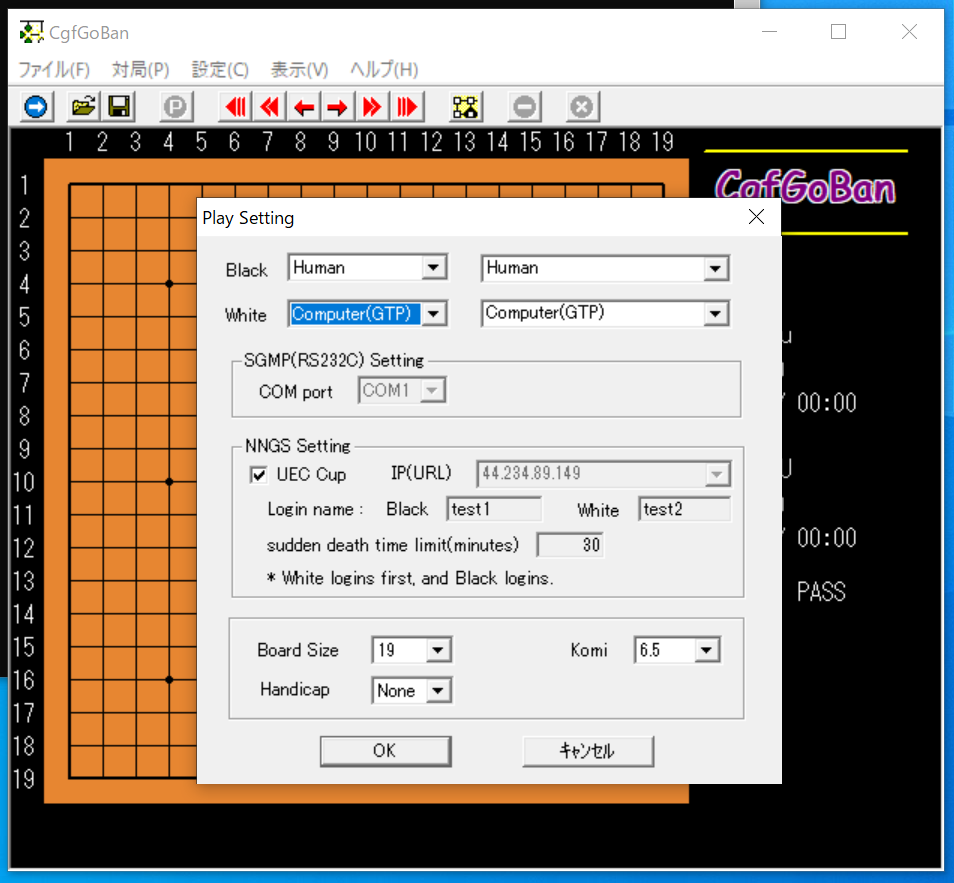 CgfGoBan
ファイル(F) 対局(P) 設定(C) 表示(V) ヘルプ(H)
P
1 2 3 4 5 6 7 8 9 10 11 12 13 14 15 16 17 18 19
CgfGoBan
1
2
3
4
5
6
7
8
9
10
11
12
13
14
15
16
17
18
19
Play Setting
Black Human Human
White Computer(GTP) Computer(GTP)
SGMP(RS232C) Setting
COM port COM1
NNGS Setting
UEC Cup IP(URL) 44.234.89.149
Login name : Black test1 White test2
sudden death time limit(minutes) 30
* White logins first, and Black logins.
Board Size 19 Komi 6.5
Handicap None
OK キャンセル
00:00
00:00
PASS